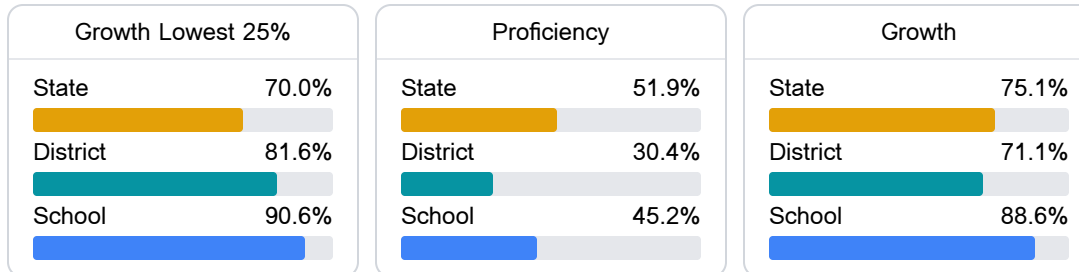 Growth Lowest 25%
State 70.0%
District 81.6%
School 90.6%
Proficiency
State 51.9%
District 30.4%
School 45.2%
Growth
State 75.1%
District 71.1%
School 88.6%